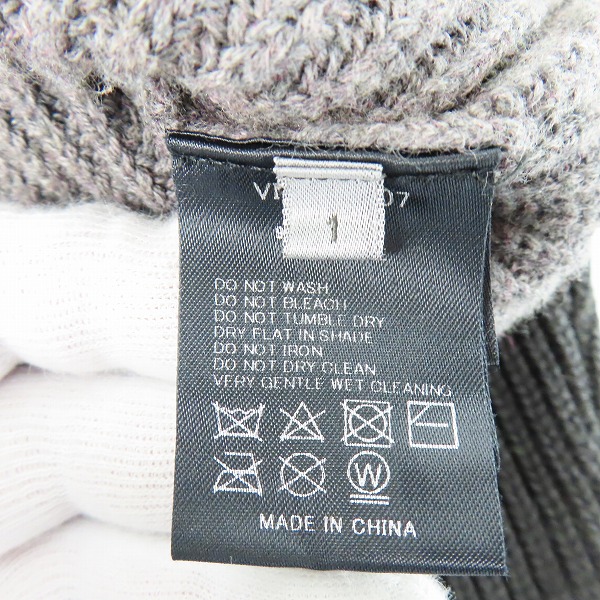 1
DO NOT WASH
DO NOT BLEACH
DO NOT TUMBLE DRY
DRY FLAT IN SHADE
DO NOT IRON
DO NOT DRY CLEAN
VERY GENTLE WET CLEANING
W
MADE IN CHINA